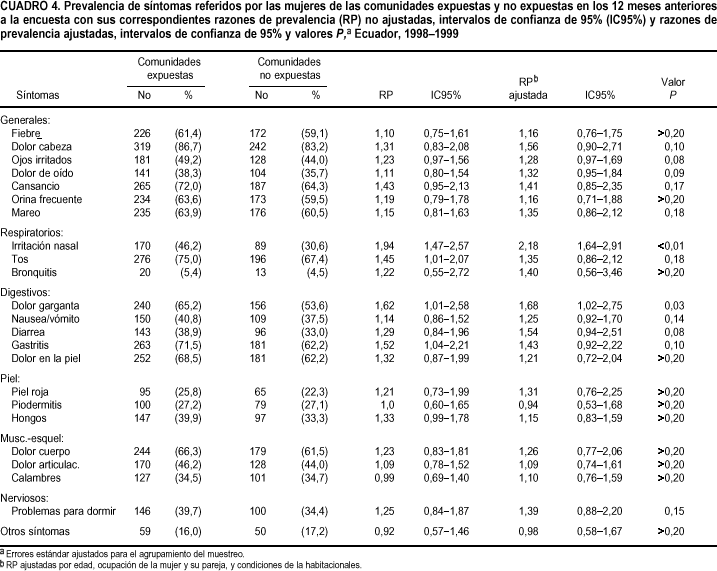 CUADRO 4. Prevalencia de síntomas referidos por las mujeres de las comunidades expuestas y no expuestas en los 12 meses anteriores
a la encuesta con sus correspondientes razones de prevalencia (RP) no ajustadas, intervalos de confianza de 95% (IC95%) y razones de
prevalencia ajustadas, intervalos de confianza de 95% y valores P,a Ecuador, 1998–1999
Comunidades expuestas Comunidades no expuestas
Síntomas No % No % RP IC95% RPb ajustada IC95% Valor P
Generales:
Fiebre 226 (61,4) 172 (59,1) 1,10 0,75–1,61 1,16 0,76–1,75 >0,20
Dolor cabeza 319 (86,7) 242 (83,2) 1,31 0,83–2,08 1,56 0,90–2,71 0,10
Ojos irritados 181 (49,2) 128 (44,0) 1,23 0,97–1,56 1,28 0,97–1,69 0,08
Dolor de oído 141 (38,3) 104 (35,7) 1,11 0,80–1,54 1,32 0,95–1,84 0,09
Cansancio 265 (72,0) 187 (64,3) 1,43 0,95–2,13 1,41 0,85–2,35 0,17
Orina frecuente 234 (63,6) 173 (59,5) 1,19 0,79–1,78 1,16 0,71–1,88 >0,20
Mareo 235 (63,9) 176 (60,5) 1,15 0,81–1,63 1,35 0,86–2,12 0,18
Respiratorios:
Irritación nasal 170 (46,2) 89 (30,6) 1,94 1,47–2,57 2,18 1,64–2,91 <0,01
Tos 276 (75,0) 196 (67,4) 1,45 1,01–2,07 1,35 0,86–2,12 0,18
Bronquitis 20 (5,4) 13 (4,5) 1,22 0,55–2,72 1,40 0,56–3,46 >0,20
Digestivos:
Dolor garganta 240 (65,2) 156 (53,6) 1,62 1,01–2,58 1,68 1,02–2,75 0,03
Nausea/vómito 150 (40,8) 109 (37,5) 1,14 0,86–1,52 1,25 0,92–1,70 0,14
Diarrea 143 (38,9) 96 (33,0) 1,29 0,84–1,96 1,54 0,94–2,51 0,08
Gastritis 263 (71,5) 181 (62,2) 1,52 1,04–2,21 1,43 0,92–2,22 0,10
Dolor en la piel 252 (68,5) 181 (62,2) 1,32 0,87–1,99 1,21 0,72–2,04 >0,20
Piel:
Piel roja 95 (25,8) 65 (22,3) 1,21 0,73–1,99 1,31 0,76–2,25 >0,20
Piodermitis 100 (27,2) 79 (27,1) 1,0 0,60–1,65 0,94 0,53–1,68 >0,20
Hongos 147 (39,9) 97 (33,3) 1,33 0,99–1,78 1,15 0,83–1,59 >0,20
Musc.-esquel:
Dolor cuerpo 244 (66,3) 179 (61,5) 1,23 0,83–1,81 1,26 0,77–2,06 >0,20
Dolor articulac. 170 (46,2) 128 (44,0) 1,09 0,78–1,52 1,09 0,74–1,61 >0,20
Calambres 127 (34,5) 101 (34,7) 0,99 0,69–1,40 1,10 0,76–1,59 >0,20
Nerviosos:
Problemas para dormir 146 (39,7) 100 (34,4) 1,25 0,84–1,87 1,39 0,88–2,20 0,15
Otros síntomas 59 (16,0) 50 (17,2) 0,92 0,57–1,46 0,98 0,58–1,67 >0,20
a Errores estándar ajustados para el agrupamiento del muestreo.
b RP ajustadas por edad, ocupación de la mujer y su pareja, y condiciones de la habitacionales.